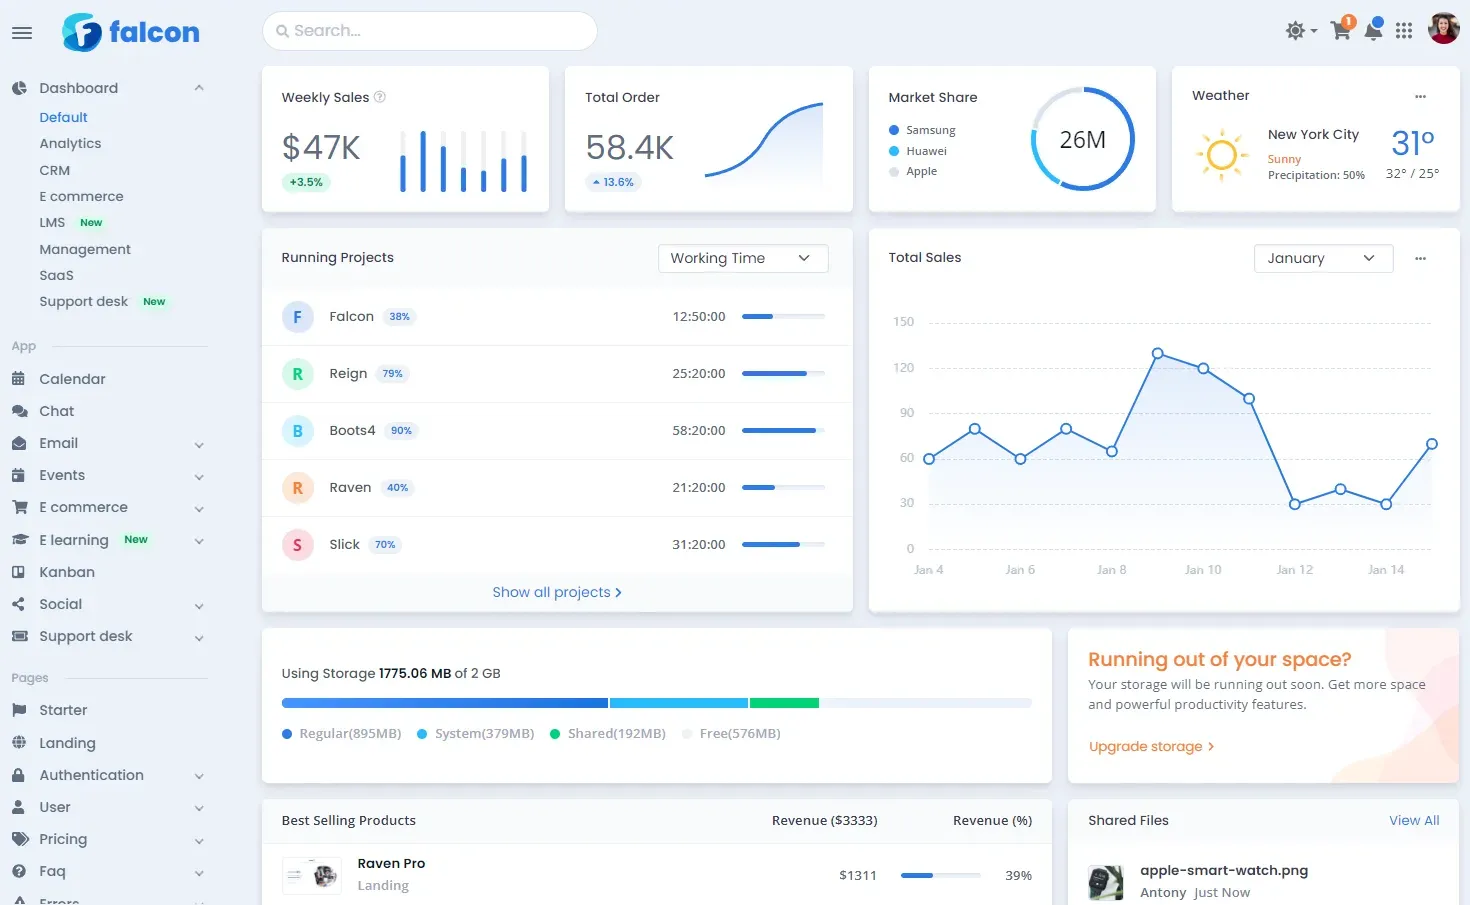 falcon
Search...
1
Dashboard
Default
Analytics
CRM
E commerce
LMS New
Management
SaaS
Support desk New
App
Calendar
Chat
Email
Events
E commerce
E learning New
Kanban
Social
Support desk
Pages
Starter
Landing
Authentication
User
Pricing
Faq
Errors
Weekly Sales ?
$47K
+3.5%
Total Order
58.4K
13.6%
Market Share
Samsung
Huawei
Apple
26M
Weather
New York City
Sunny
Precipitation: 50%
31°
32° / 25°
Running Projects
Working Time
F Falcon 38% 12:50:00
R Reign 79% 25:20:00
B Boots4 90% 58:20:00
R Raven 40% 21:20:00
S Slick 70% 31:20:00
Show all projects
Total Sales
January
150
120
90
60
30
0
Jan 4 Jan 6 Jan 8 Jan 10 Jan 12 Jan 14
Using Storage 1775.06 MB of 2 GB
Regular(895MB) System(379MB) Shared(192MB) Free(576MB)
Running out of your space?
Your storage will be running out soon. Get more space
and powerful productivity features.
Upgrade storage
Best Selling Products Revenue ($3333) Revenue (%)
Raven Pro
Landing
$1311 39%
Shared Files View All
apple-smart-watch.png
Antony Just Now